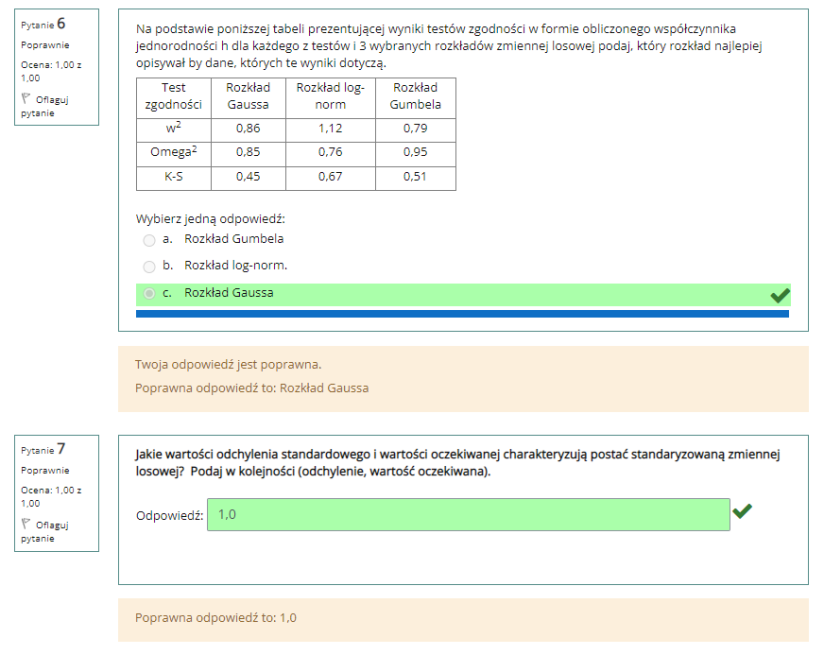 Pytanie 6
Poprawnie
Ocena: 1,00 z
1,00
Oflaguj
pytanie
Na podstawie poniższej tabeli prezentującej wyniki testów zgodności w formie obliczonego współczynnika
jednorodności h dla każdego z testów i 3 wybranych rozkładów zmiennej losowej podaj, który rozkład najlepiej
opisywał by dane, których te wyniki dotyczą.
Test zgodności Rozkład Gaussa Rozkład log-norm Rozkład Gumbela
w² 0,86 1,12 0,79
Omega² 0,85 0,76 0,95
K-S 0,45 0,67 0,51
Wybierz jedną odpowiedź:
a. Rozkład Gumbela
b. Rozkład log-norm.
c. Rozkład Gaussa
Twoja odpowiedź jest poprawna.
Poprawna odpowiedź to: Rozkład Gaussa
Pytanie 7
Poprawnie
Ocena: 1,00 z
1,00
Oflaguj
pytanie
Jakie wartości odchylenia standardowego i wartości oczekiwanej charakteryzują postać standaryzowaną zmiennej
losowej? Podaj w kolejności (odchylenie, wartość oczekiwana).
Odpowiedź: 1,0
Poprawna odpowiedź to: 1,0